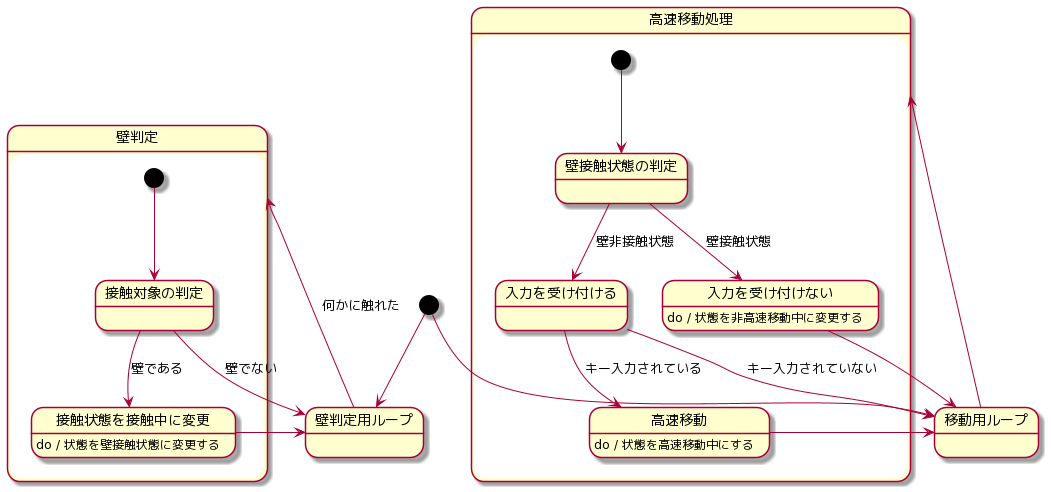 高速移動処理
壁接触状態の判定
壁非接触状態
壁接触状態
入力を受け付ける
入力を受け付けない
do / 状態を非高速移動中に変更する
キー入力されている
キー入力されていない
高速移動
do / 状態を高速移動中にする
移動用ループ
壁判定
接触対象の判定
何かに触れた
壁である
壁でない
接触状態を接触中に変更
do / 状態を壁接触状態に変更する
壁判定用ループ